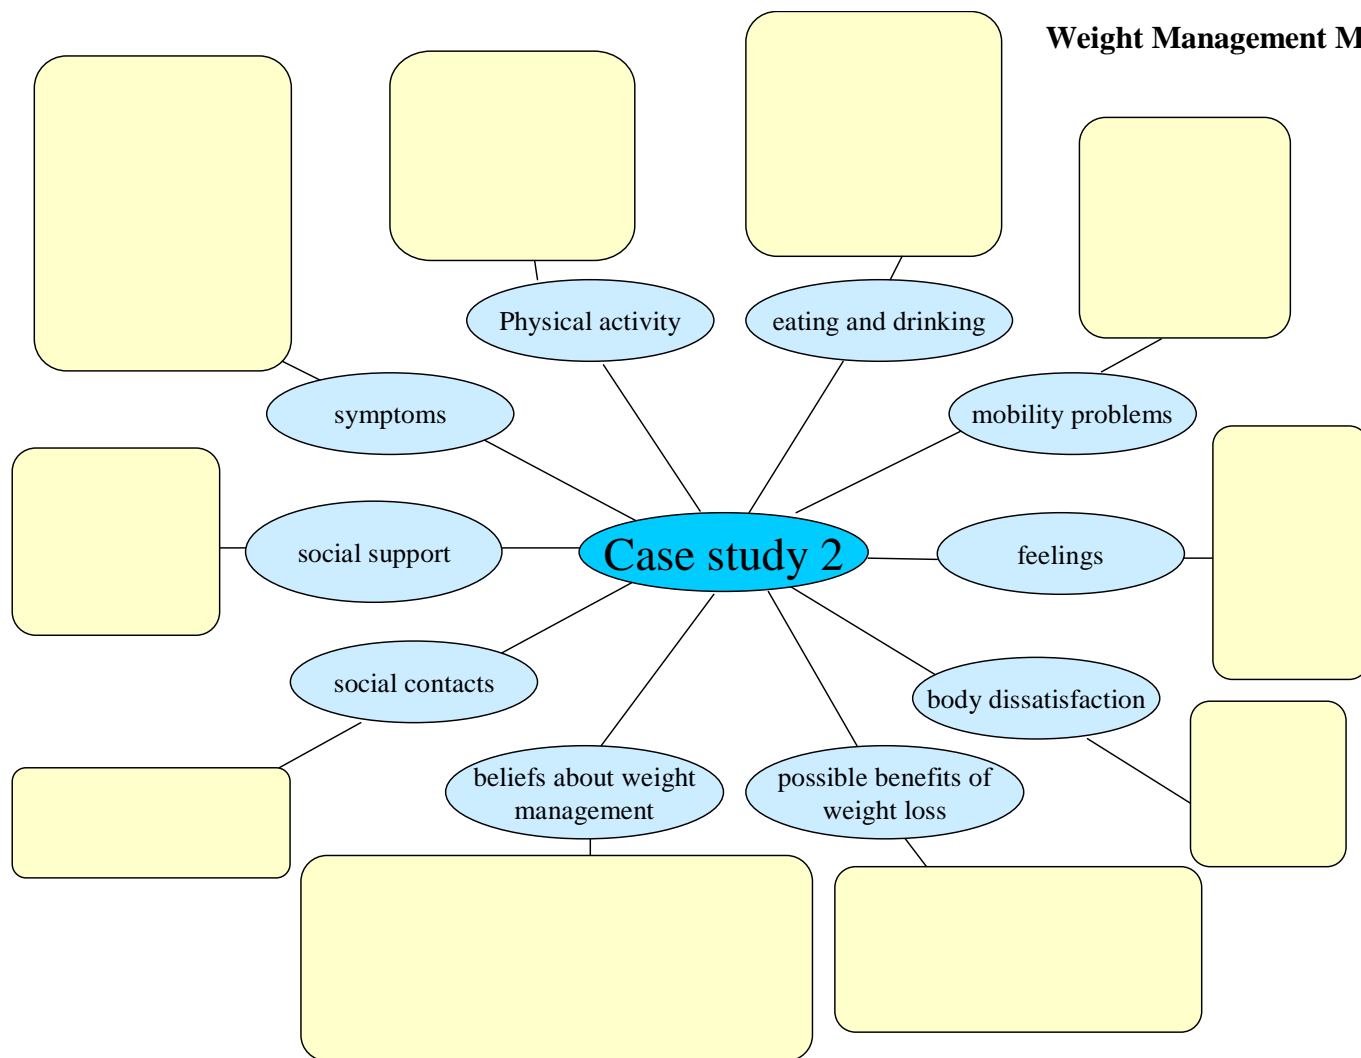 Weight Management M
Physical activity
eating and drinking
symptoms
mobility problems
social support
Case study 2
feelings
social contacts
body dissatisfaction
beliefs about weight
management
possible benefits of
weight loss